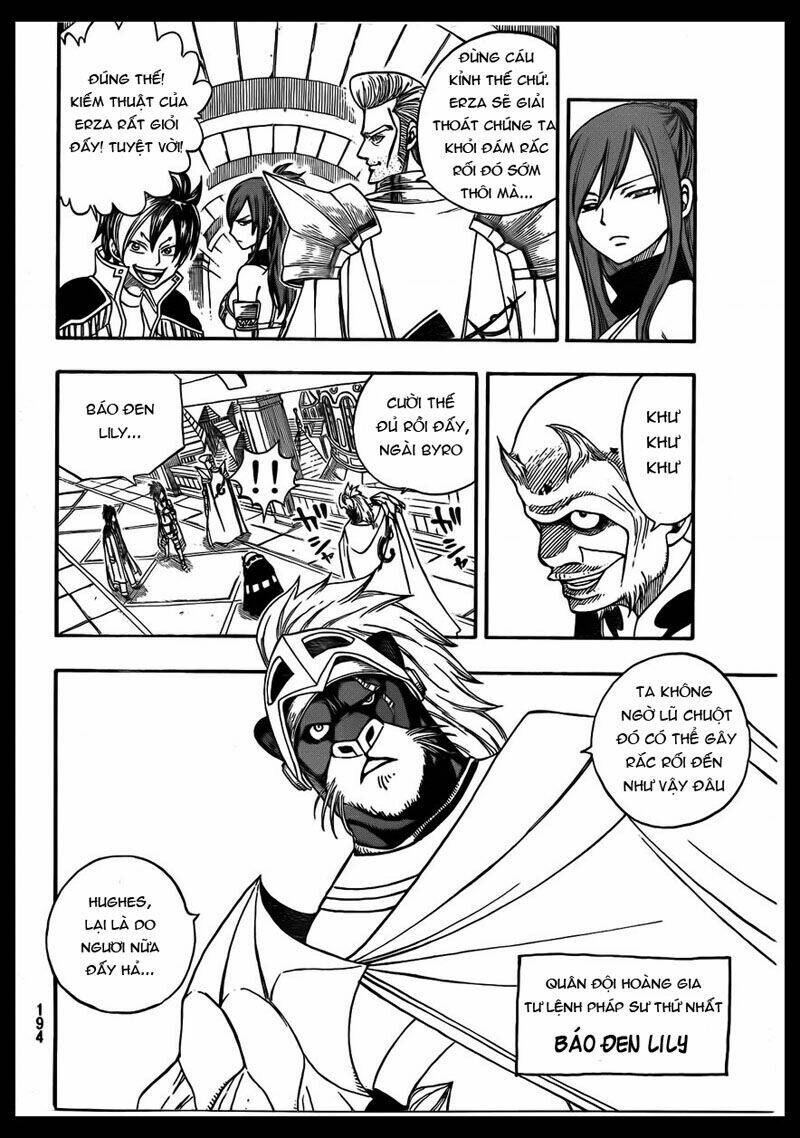 ĐỪNG CÁU
KỈNH THẾ CHỨ.
ERZA SẼ GIẢI
THOÁT CHÚNG TA
KHỎI ĐÁM RẮC
RỐI ĐÓ SỚM
THÔI MÀ...
ĐÚNG THẾ!
KIẾM THUẬT CỦA
ERZA RẤT GIỎI
ĐẤY! TUYỆT VỜI!
KHƯ
KHƯ
KHƯ
CƯỜI THẾ
ĐỦ RỒI ĐẤY,
NGÀI BYRO
BÁO ĐEN
LILY...
!!
TA KHÔNG
NGỜ LŨ CHUỘT
ĐÓ CÓ THỂ GÂY
RẮC RỐI ĐẾN
NHƯ VẬY ĐÂU
HUGHES,
LẠI LÀ DO
NGƯƠI NỮA
ĐẤY HẢ...
QUÂN ĐỘI HOÀNG GIA
TƯ LỆNH PHÁP SƯ THỨ NHẤT
BÁO ĐEN LILY
194